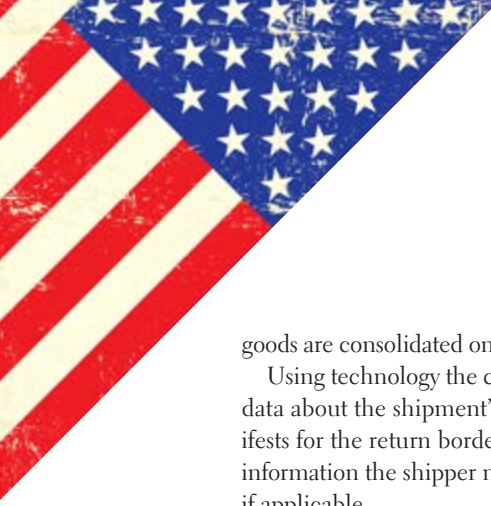 goods are consolidated on
Using technology the c
data about the shipment’
ifests for the return borde
information the shipper n
if applicable